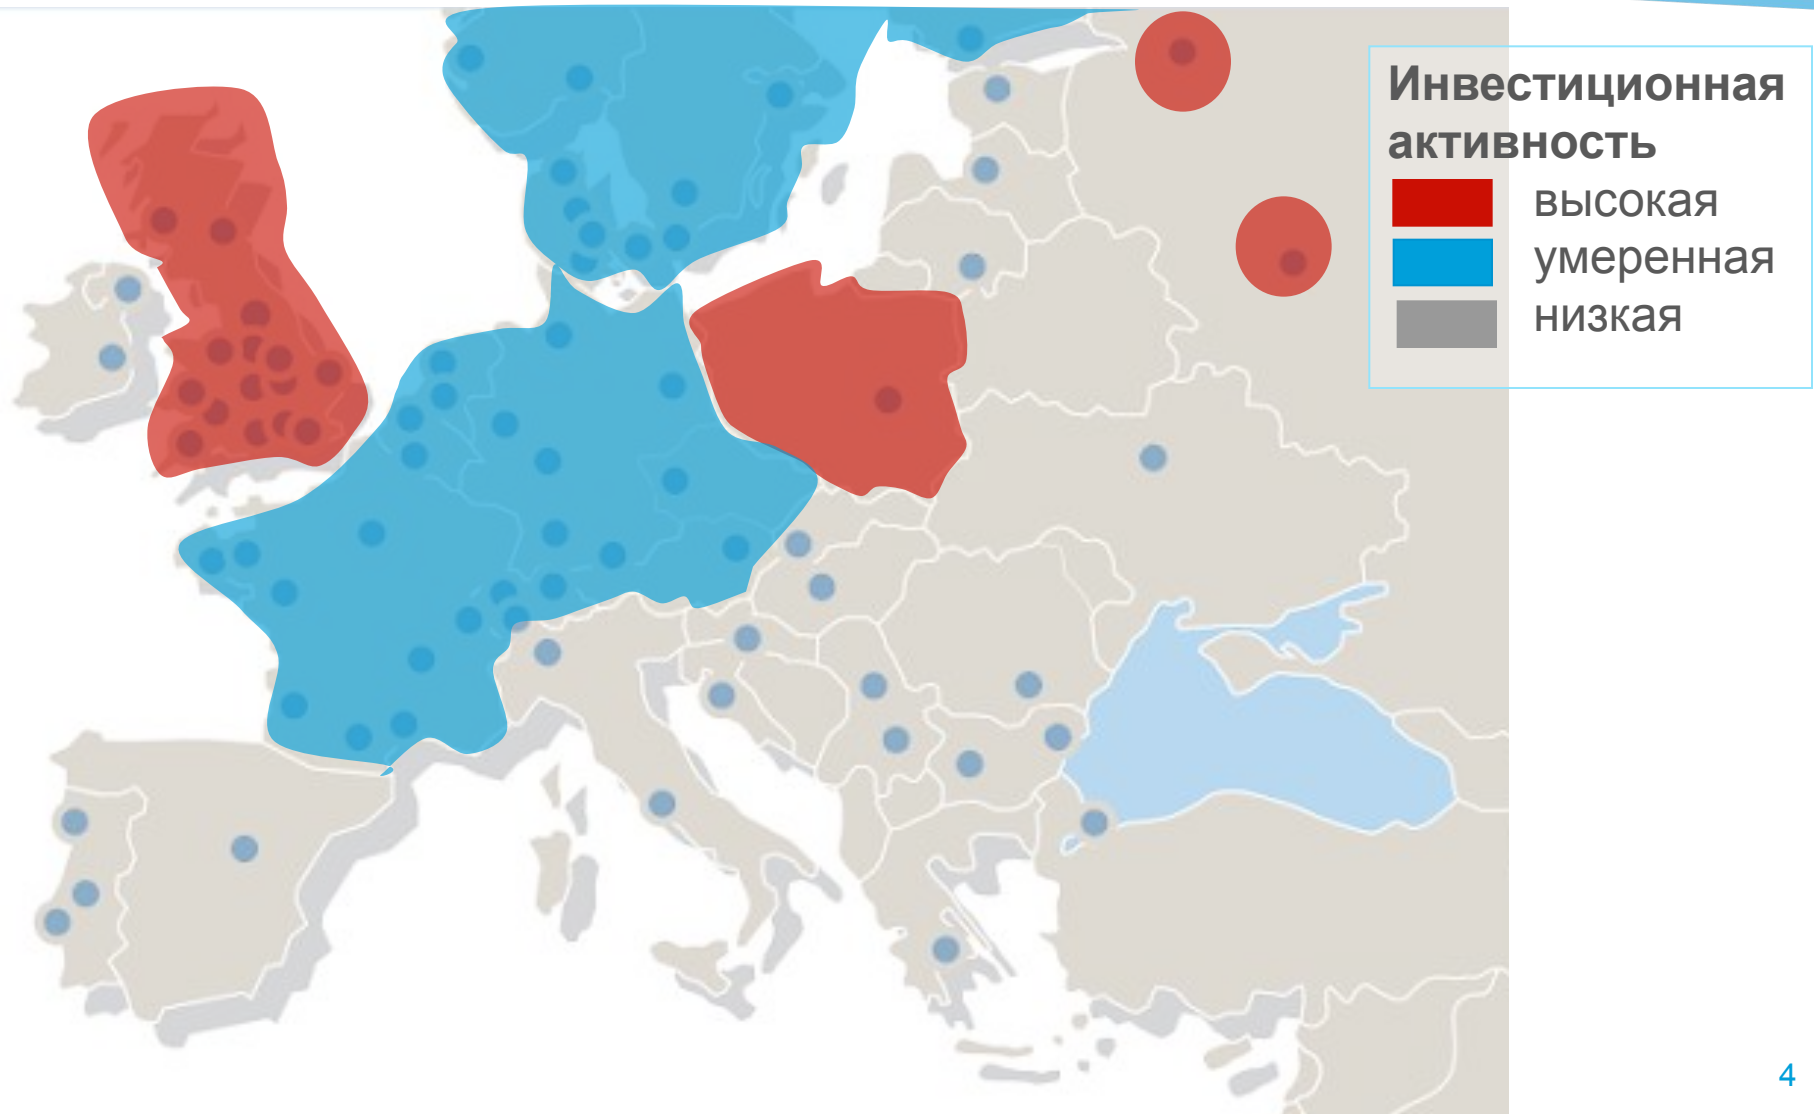 Инвестиционная
активность
высокая
умеренная
низкая
4